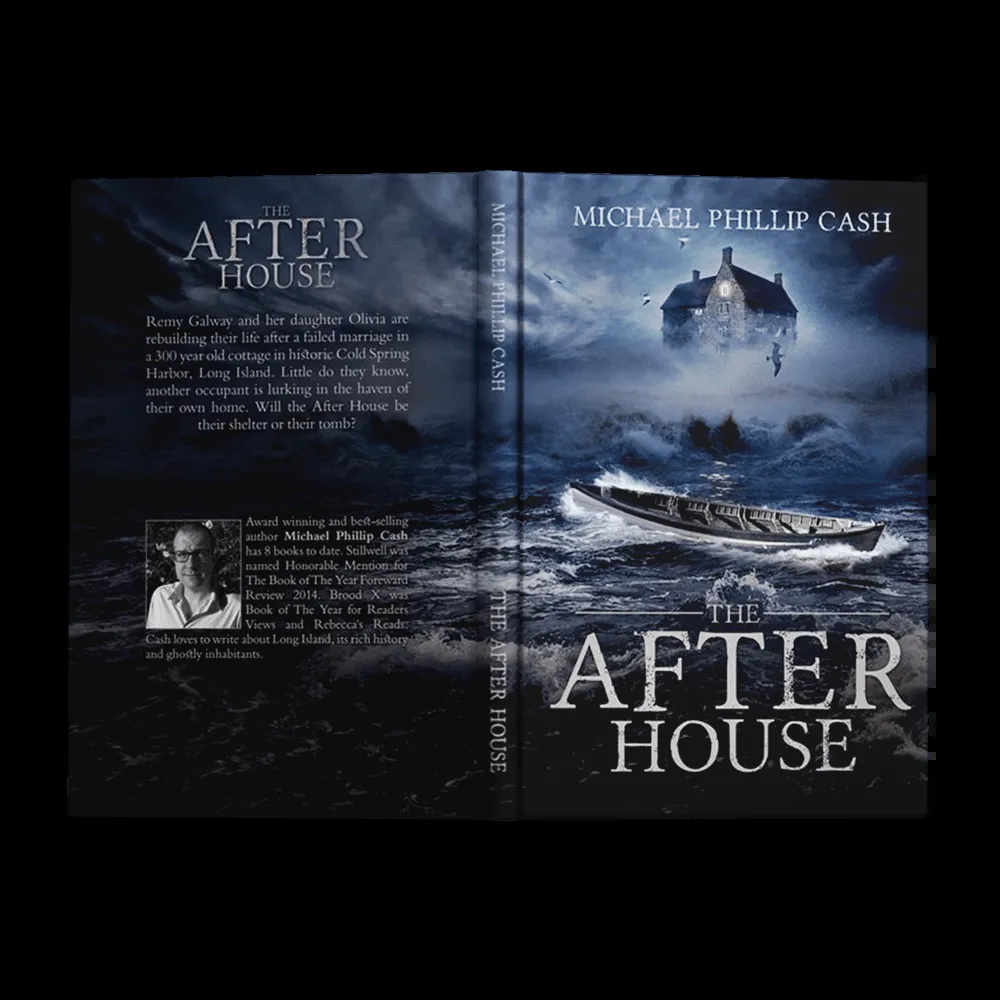 THE
AFTER
HOUSE
Remy Galway and her daughter Olivia are
rebuilding their life after a failed marriage in
a 300 year old cottage in historic Cold Spring
Harbor, Long Island. Little do they know,
another occupant is lurking in the haven of
their own home. Will the After House be
their shelter or their tomb?
Award winning and best-selling
author Michael Phillip Cash
has 8 books to date. Stillwell was
named Honorable Mention for
The Book of The Year Foreward
Review 2014. Brood X was
Book of The Year for Readers
Views and Rebecca's Reads.
Cash loves to write about Long Island, its rich history
and ghostly inhabitants.
MICHAEL PHILLIP CASH
THE AFTER HOUSE
MICHAEL PHILLIP CASH
THE
AFTER
HOUSE